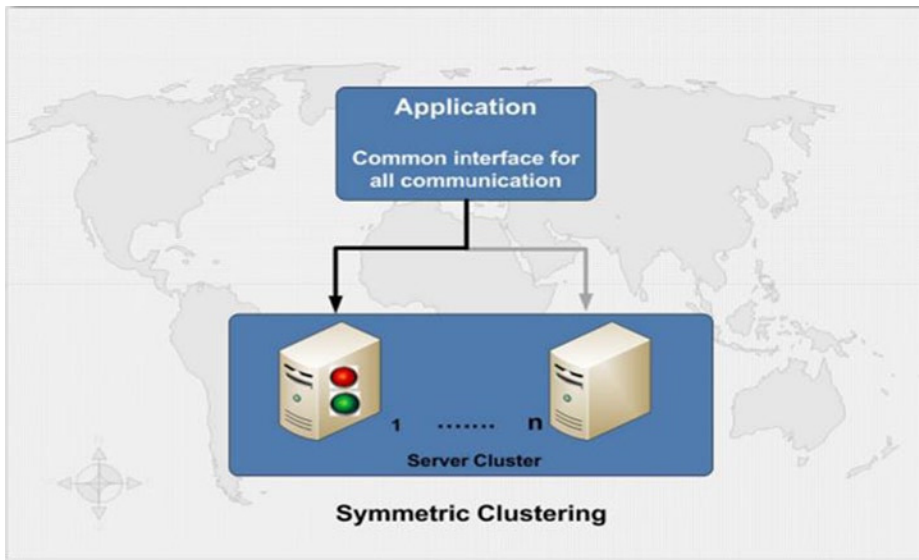 Application
Common interface for
all communication
1 ....... n
Server Cluster
Symmetric Clustering